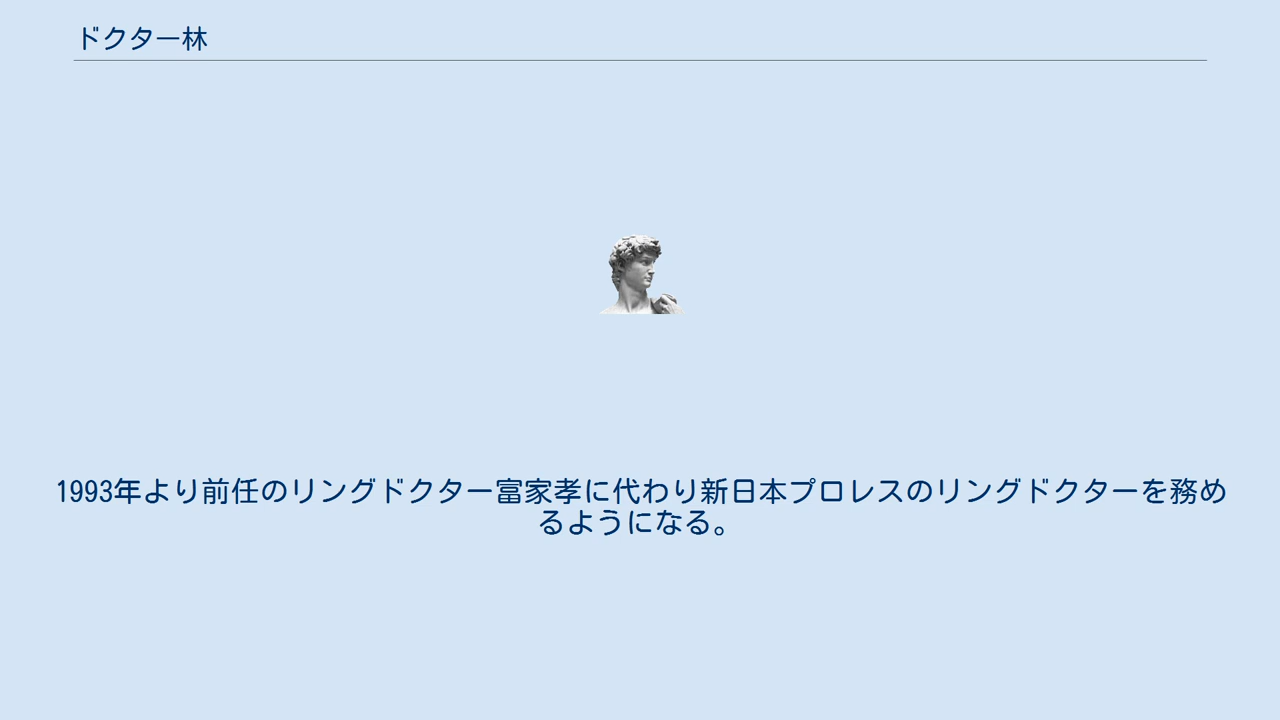 ドクター林
1993年より前任のリングドクター富家孝に代わり新日本プロレスのリングドクターを務め
るようになる。